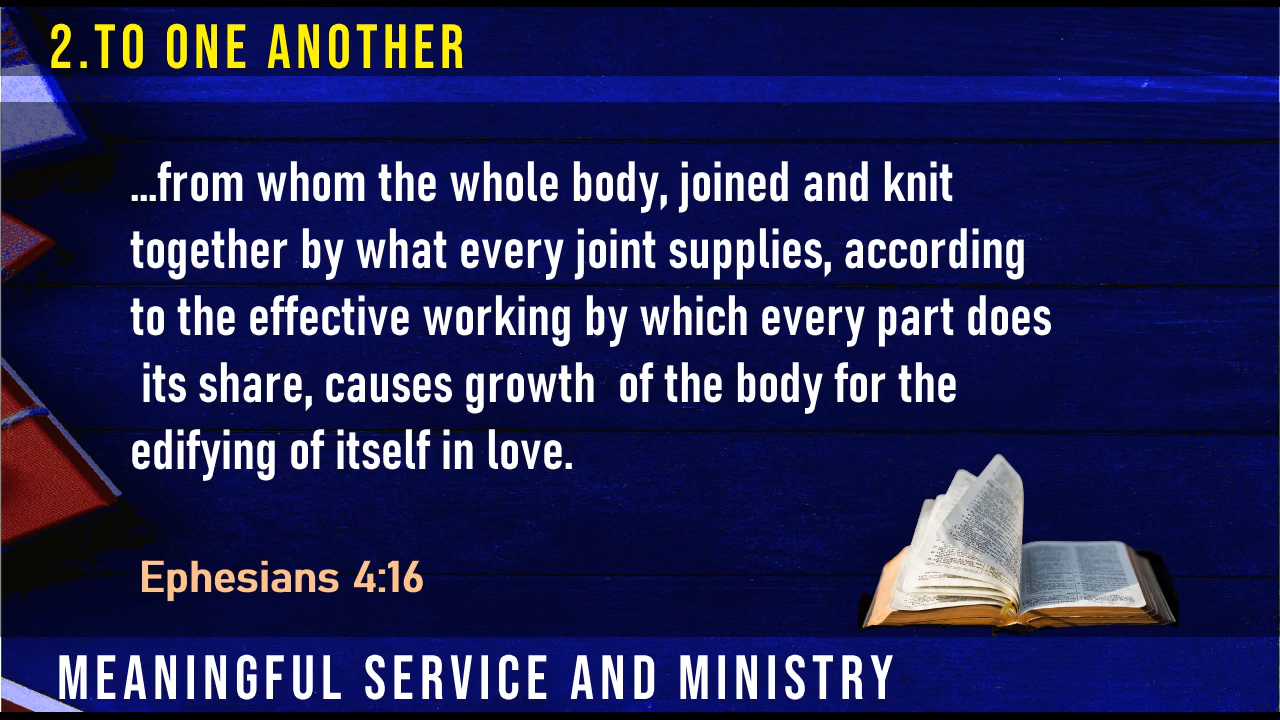 2.TO ONE ANOTHER
...from whom the whole body, joined and knit
together by what every joint supplies, according
to the effective working by which every part does
its share, causes growth  of the body for the
edifying of itself in love.
Ephesians 4:16
MEANINGFUL SERVICE AND MINISTRY